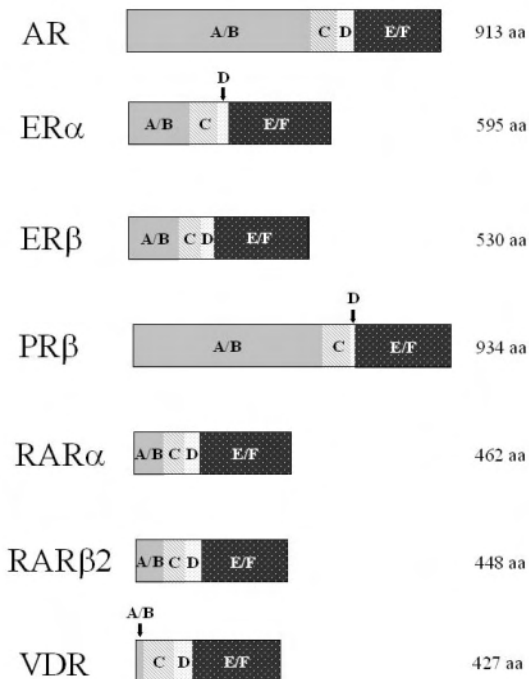 AR A/B C D E/F 913 aa
D
ERα A/B C E/F 595 aa
ERβ A/B C D E/F 530 aa
D
PRβ A/B C E/F 934 aa
RARα A/B C D E/F 462 aa
RARβ2 A/B C D E/F 448 aa
A/B
VDR C D E/F 427 aa